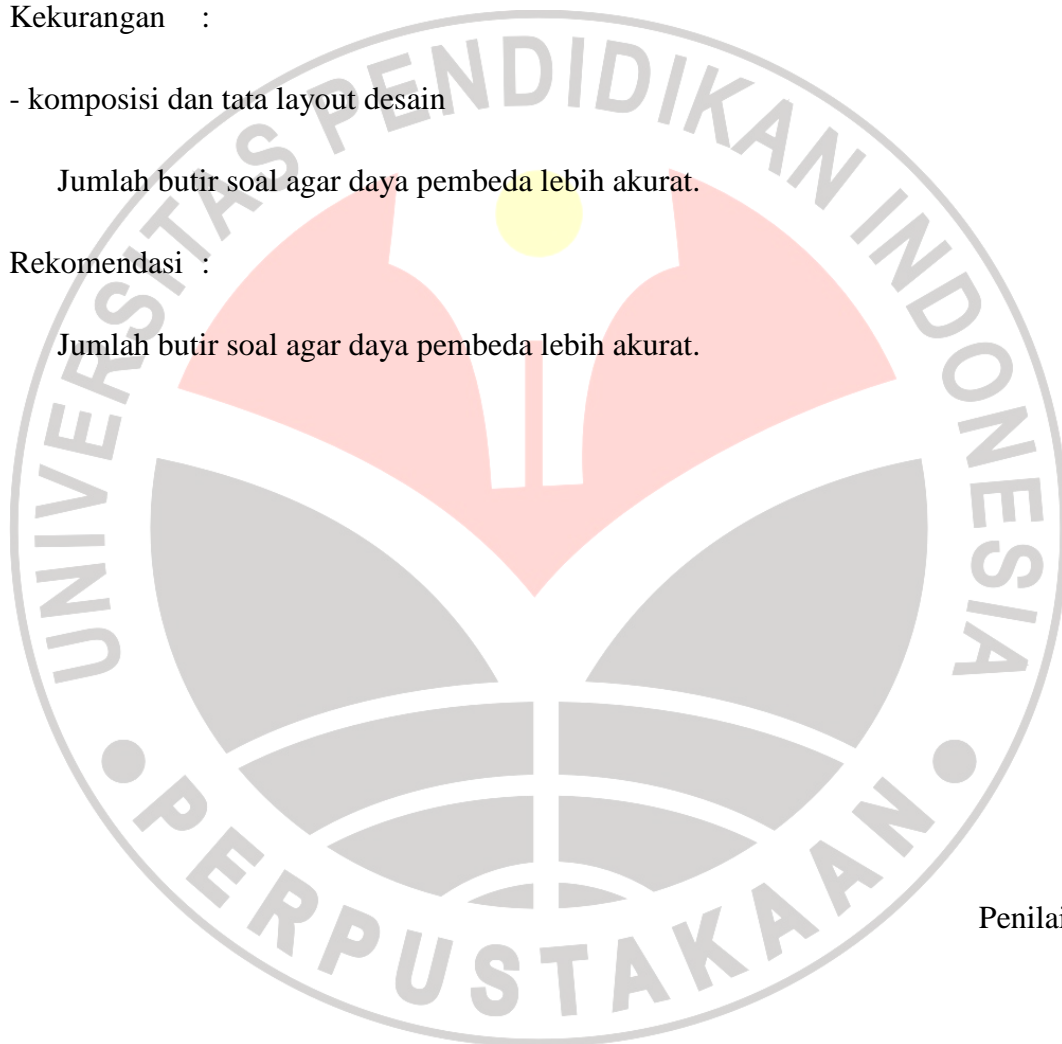 Kekurangan :
- komposisi dan tata layout desain
Jumlah butir soal agar daya pembeda lebih akurat.
Rekomendasi :
Jumlah butir soal agar daya pembeda lebih akurat.
UNIVERSITAS PENDIDIKAN INDONESIA
PERPUSTAKAAN
Penilai